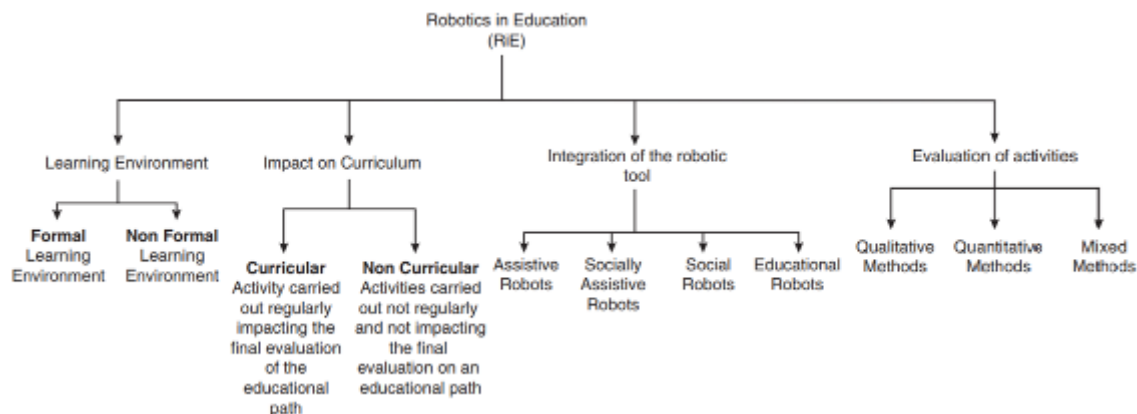 Robotics in Education
(RiE)
Learning Environment
Impact on Curriculum
Integration of the robotic
tool
Evaluation of activities
Formal
Learning
Environment
Non Formal
Learning
Environment
Curricular
Activity carried
out regularly
impacting the
final evaluation
of the
educational
path
Non Curricular
Activities carried
out not regularly
and not impacting
the final
evaluation on an
educational path
Assistive
Robots
Socially
Assistive
Robots
Social
Robots
Educational
Robots
Qualitative
Methods
Quantitative
Methods
Mixed
Methods